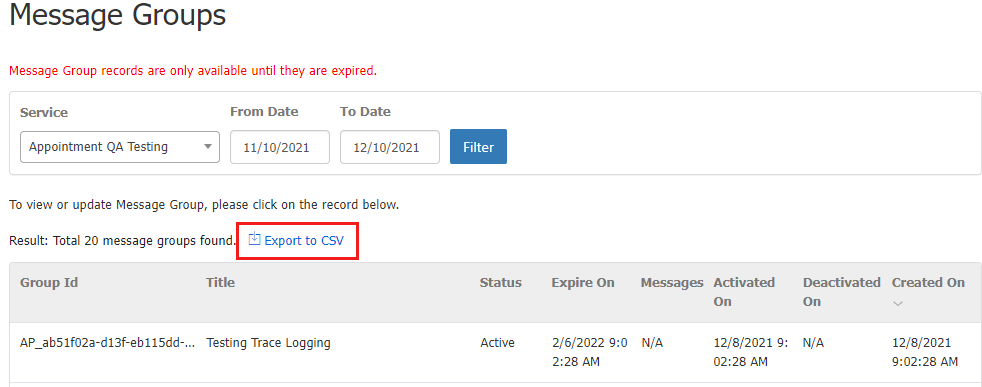 Message Groups
Message Group records are only available until they are expired.
Service From Date To Date
Appointment QA Testing 11/10/2021 12/10/2021 Filter
To view or update Message Group, please click on the record below.
Result: Total 20 message groups found. Export to CSV
Group Id Title Status Expire On Messages Activated On Deactivated On Created On
AP_ab51f02a-d13f-eb115dd-... Testing Trace Logging Active 2/6/2022 9:02:28 AM N/A 12/8/2021 9:02:28 AM N/A 12/8/2021 9:02:28 AM